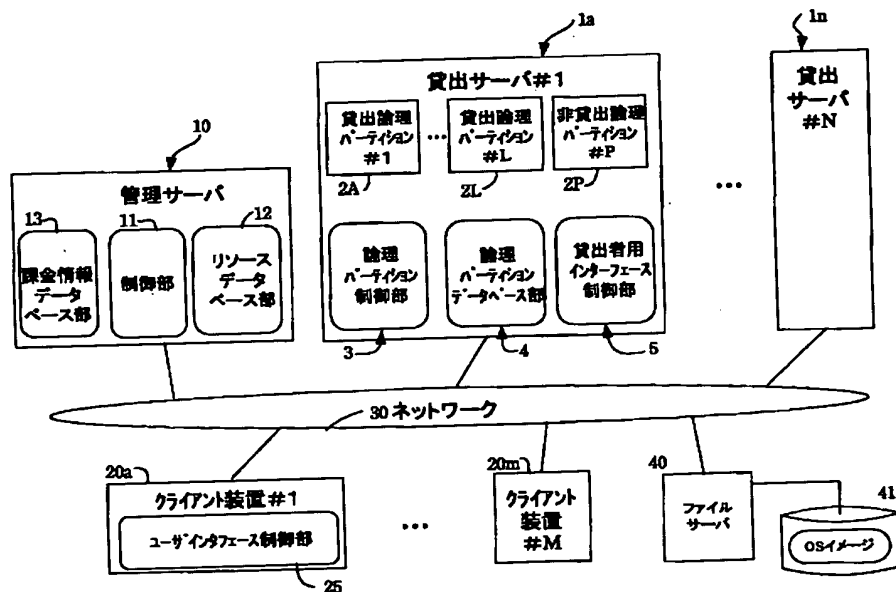 1a
1n
貸出サーバ#1
貸出論理
パーティション
#1
…
貸出論理
パーティション
#L
非貸出論理
パーティション
#P
2A
2L
2P
貸出
サーバ
#N
…
10
管理サーバ
13
11
12
課金情報
データ
ベース部
制御部
リソース
データ
ベース部
論理
パーティション
制御部
論理
パーティション
データベース部
貸出者用
インターフェース
制御部
3
4
5
30 ネットワーク
20a
クライアント装置#1
ユーザインタフェース制御部
25
…
20m
クライアント
装置
#M
40
ファイル
サーバ
41
OSイメージ